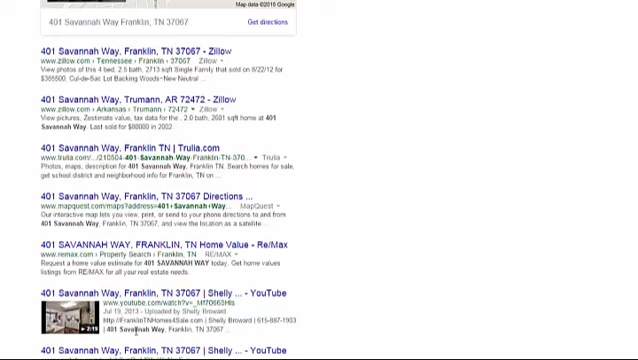 Map data ©2015 Google
401 Savannah Way Franklin, TN 37067 Get directions
401 Savannah Way, Franklin, TN 37067 - Zillow
www.zillow.com › Tennessee › Franklin › 37067 Zillow
View photos of this 4 bed, 2.5 bath, 2713 sqft Single Family that sold on 8/22/12 for
$365500. Cul-de-Sac Lot Backing Woods~New Neutral ...
401 Savannah Way, Trumann, AR 72472 - Zillow
www.zillow.com › Arkansas › Trumann › 72472 Zillow
View pictures, Zestimate value, tax data for the , 2.0 bath, 2601 sqft home at 401
Savannah Way. Last sold for $80000 in 2002.
401 Savannah Way, Franklin TN | Trulia.com
www.trulia.com/.../210504-401-Savannah-Way-Franklin-TN-370... Trulia
Photos, maps, description for 401 Savannah Way, Franklin TN. Search homes for sale,
get school district and neighborhood info for Franklin, TN on ...
401 Savannah Way Franklin, TN 37067 Directions ...
www.mapquest.com/maps?address=401+Savannah+Way... MapQuest
Our interactive map lets you view, print, or send to your phone directions to and from
401 Savannah Way, Franklin, TN 37067, and view the location as a satellite ...
401 SAVANNAH WAY, FRANKLIN, TN Home Value - Re/Max
www.remax.com › Property Search › Franklin, TN RE/MAX
Request a home value estimate for 401 SAVANNAH WAY today. Get home values
listings from RE/MAX for all your real estate needs.
401 Savannah Way, Franklin, TN 37067 | Shelly ... - YouTube
Jul 19, 2013 - Uploaded by Shelly Broward
http://FranklinTNHomes4Sale.com | Shelly Broward | 615-887-1903
| 401 Savannah Way, Franklin, TN 37067 ...
2:19
401 Savannah Way, Franklin, TN 37067 | Shelly ... - YouTube